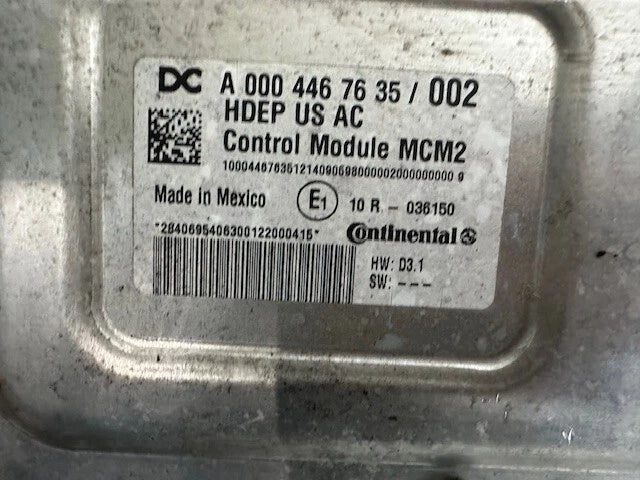 DC A 000 446 76 35 / 002
HDEP US AC
Control Module MCM2
10004467635121409069800000200000000 9
Made in Mexico E1 10 R - 036150
*2840695406300122000415* Continental
HW: D3.1
SW: ---